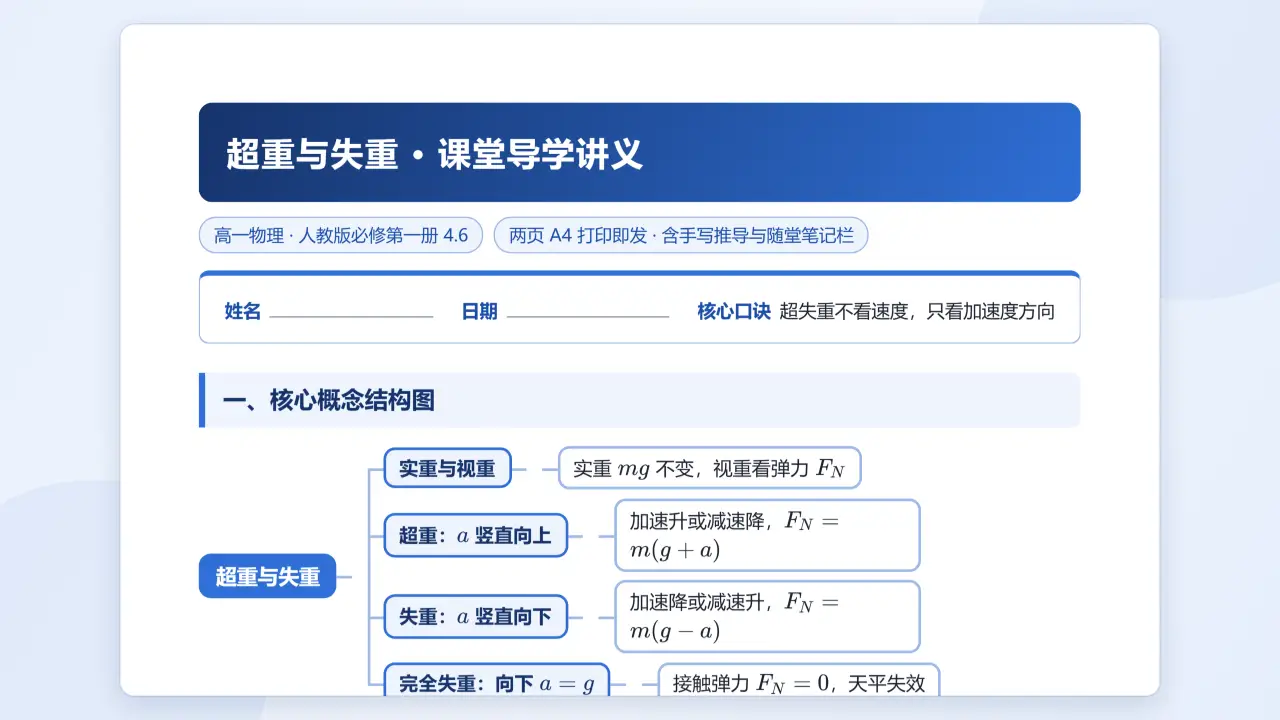 超重与失重 · 课堂导学讲义
高一物理 · 人教版必修第一册 4.6
两页 A4 打印即发 · 含手写推导与随堂笔记栏
姓名 ________________ 日期 ________________ 核心口诀 超失重不看速度，只看加速度方向
一、核心概念结构图
实重与视重
实重 mg 不变，视重看弹力 F_N
超重：a 竖直向上
加速升或减速降，F_N =
m(g + a)
超重与失重
失重：a 竖直向下
加速降或减速升，F_N =
m(g − a)
完全失重：向下 a = g
接触弹力 F_N = 0，天平失效